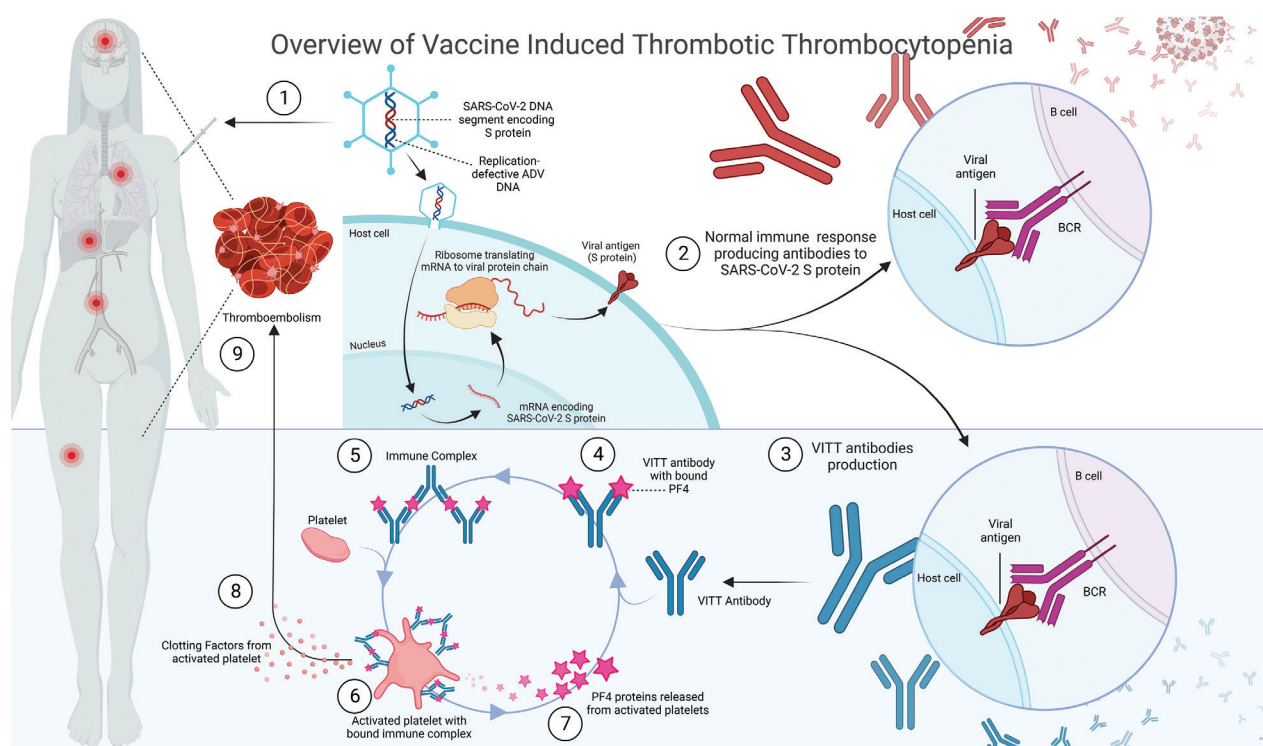 Overview of Vaccine Induced Thrombotic Thrombocytopenia
1
SARS-CoV-2 DNA
segment encoding
S protein
Replication-
defective ADV
DNA
Host cell
Ribosome translating
mRNA to viral protein chain
Viral antigen
(S protein)
Nucleus
mRNA encoding
SARS-CoV-2 S protein
2
Normal immune response
producing antibodies to
SARS-CoV-2 S protein
B cell
Viral
antigen
Host cell
BCR
Thromboembolism
9
3
VITT antibodies
production
B cell
Viral
antigen
Host cell
BCR
VITT Antibody
4
VITT antibody
with bound
PF4
5
Immune Complex
Platelet
6
Activated platelet with
bound immune complex
7
PF4 proteins released
from activated platelets
8
Clotting Factors from
activated platelet